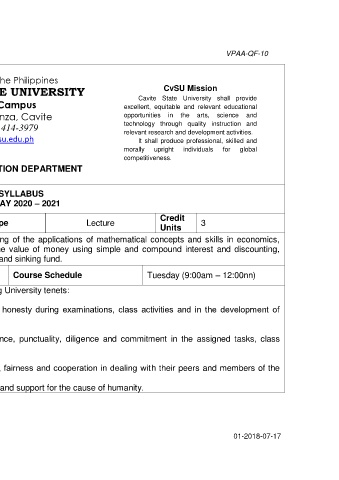 VPAA-QF-10
he Philippines
E UNIVERSITY
Campus
nza, Cavite
414-3979
su.edu.ph
TION DEPARTMENT
CvSU Mission
Cavite State University shall provide
excellent, equitable and relevant educational
opportunities in the arts, science and
technology through quality instruction and
relevant research and development activities.
It shall produce professional, skilled and
morally upright individuals for global
competitiveness.
SYLLABUS
AY 2020 – 2021
pe Lecture Credit Units 3
ng of the applications of mathematical concepts and skills in economics,
e value of money using simple and compound interest and discounting,
and sinking fund.
Course Schedule Tuesday (9:00am – 12:00nn)
g University tenets:
honesty during examinations, class activities and in the development of
nce, punctuality, diligence and commitment in the assigned tasks, class
, fairness and cooperation in dealing with their peers and members of the
and support for the cause of humanity.
01-2018-07-17